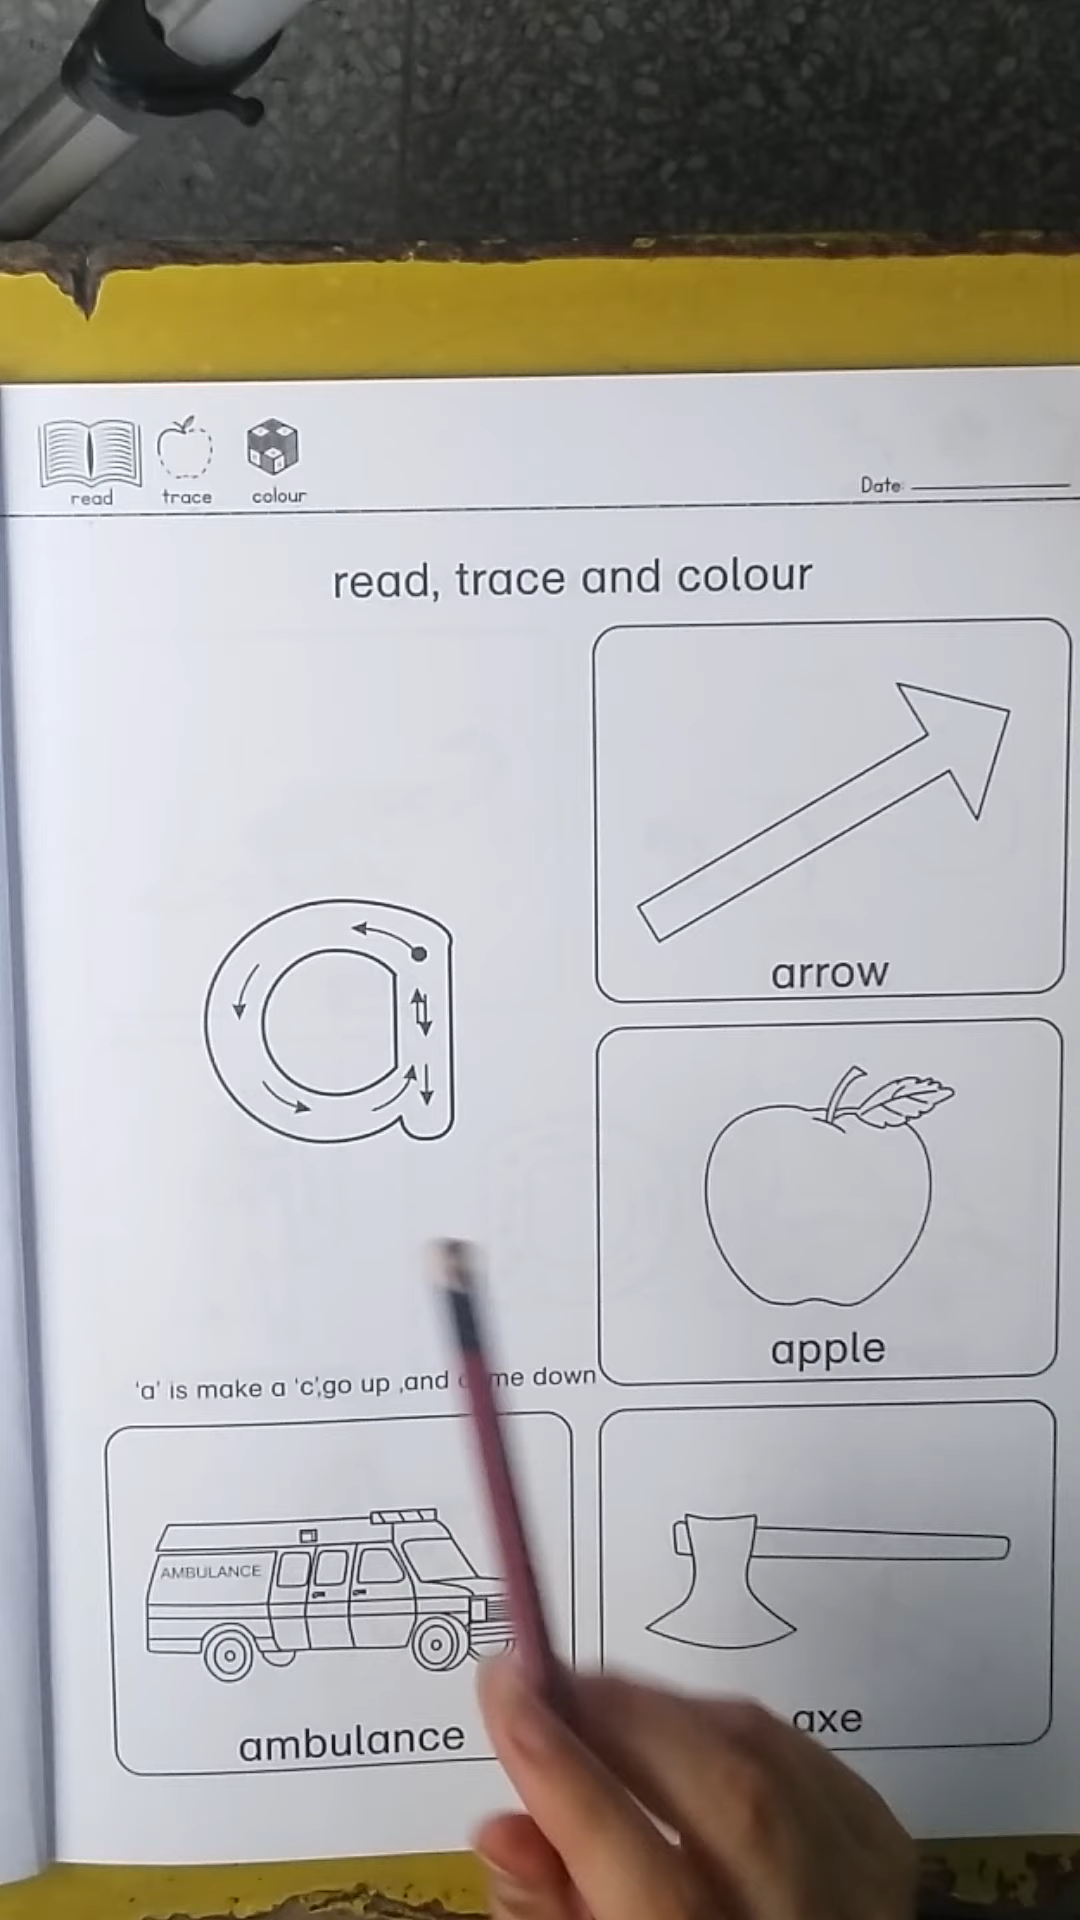 read trace colour
Date:
read, trace and colour
arrow
a
apple
'a' is make a 'c',go up ,and come down
AMBULANCE
ambulance
axe